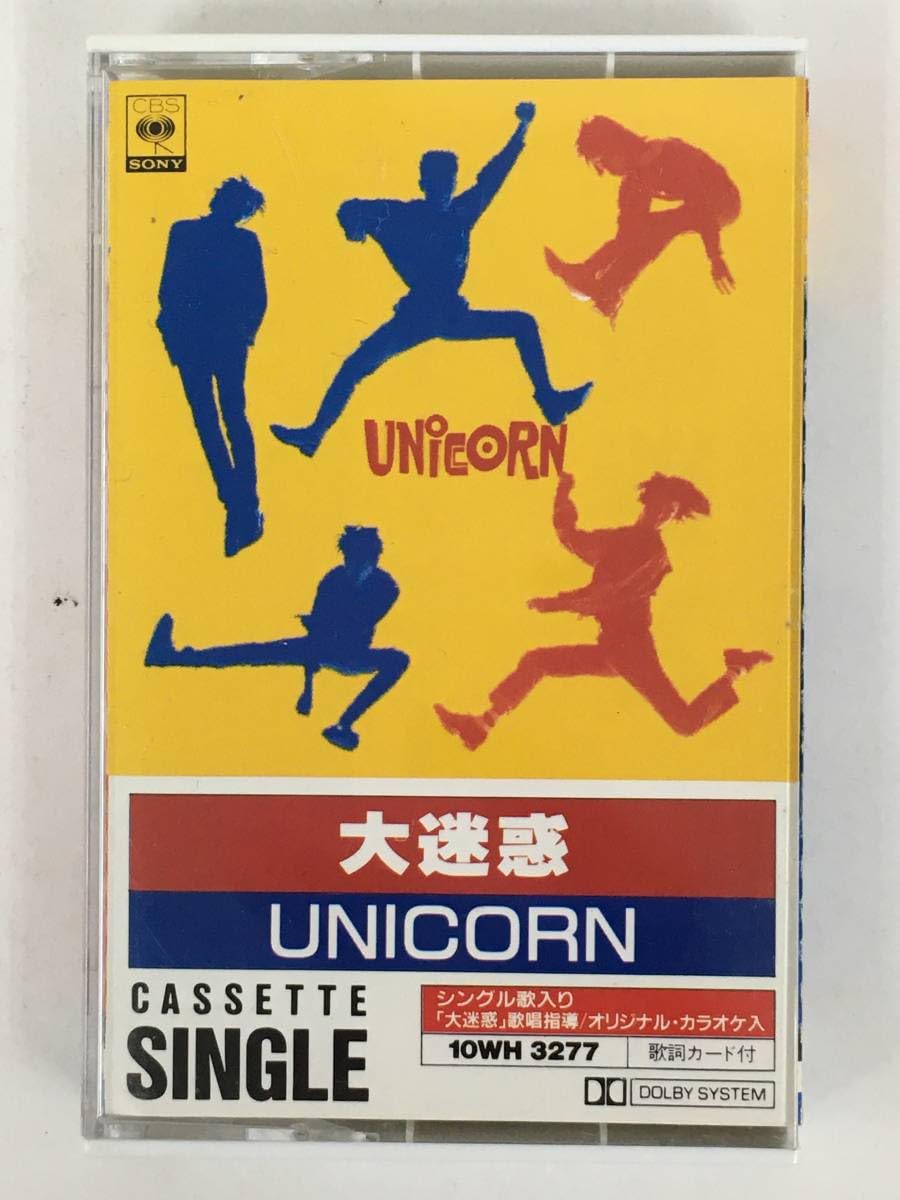 CBS
SONY
UNiCORN
大迷惑
UNICORN
CASSETTE
SINGLE
シングル歌入り
「大迷惑」歌唱指導/オリジナル・カラオケ入
10WH 3277
歌詞カード付
DOLBY SYSTEM